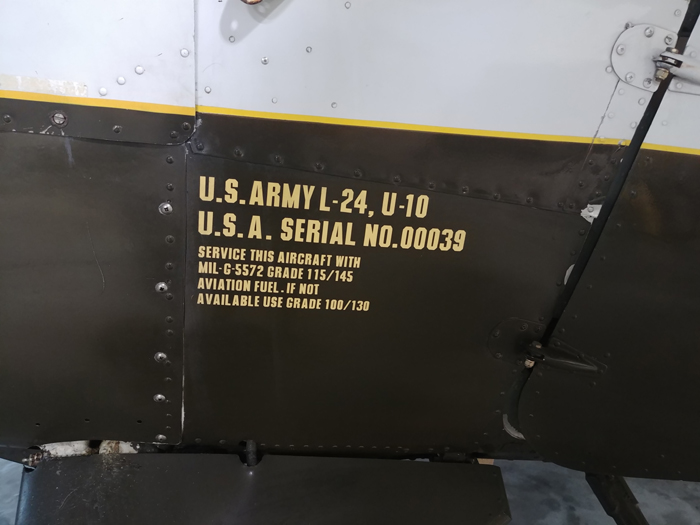 U.S. ARMY L-24, U-10
U.S.A. SERIAL NO.00039
SERVICE THIS AIRCRAFT WITH
MIL-G-5572 GRADE 115/145
AVIATION FUEL. IF NOT
AVAILABLE USE GRADE 100/130